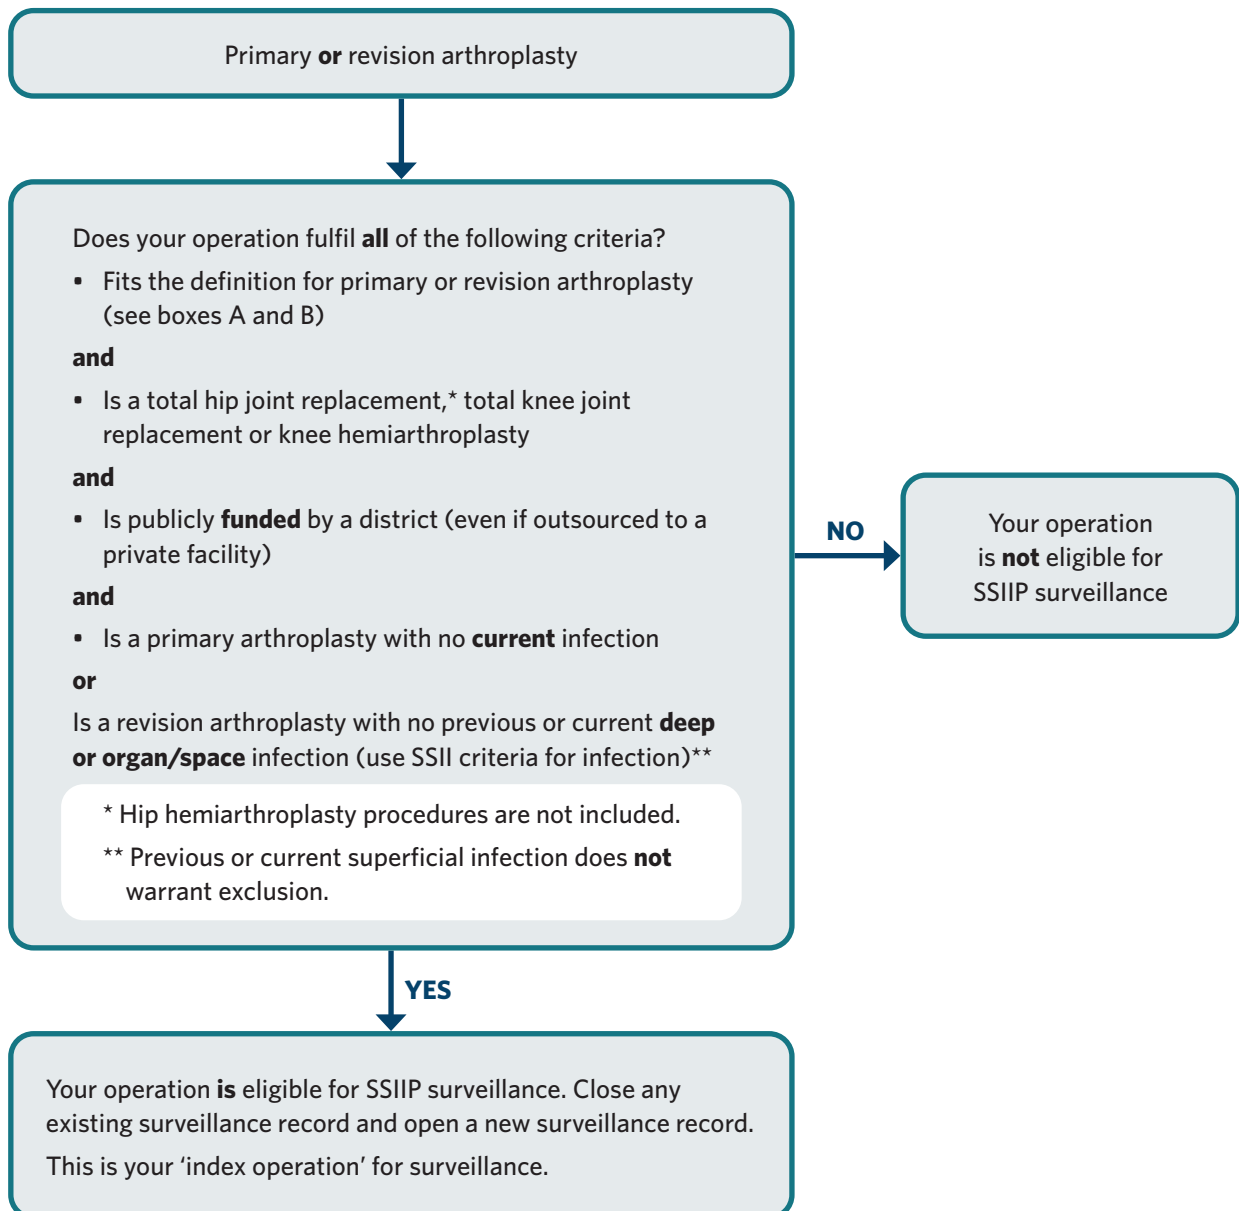 Primary or revision arthroplasty
Does your operation fulfil all of the following criteria?
• Fits the definition for primary or revision arthroplasty
(see boxes A and B)
and
• Is a total hip joint replacement,* total knee joint
replacement or knee hemiarthroplasty
and
• Is publicly funded by a district (even if outsourced to a
private facility)
and
• Is a primary arthroplasty with no current infection
or
Is a revision arthroplasty with no previous or current deep
or organ/space infection (use SSII criteria for infection)**
* Hip hemiarthroplasty procedures are not included.
** Previous or current superficial infection does not
warrant exclusion.
NO
Your operation
is not eligible for
SSIIP surveillance
YES
Your operation is eligible for SSIIP surveillance. Close any
existing surveillance record and open a new surveillance record.
This is your ‘index operation’ for surveillance.